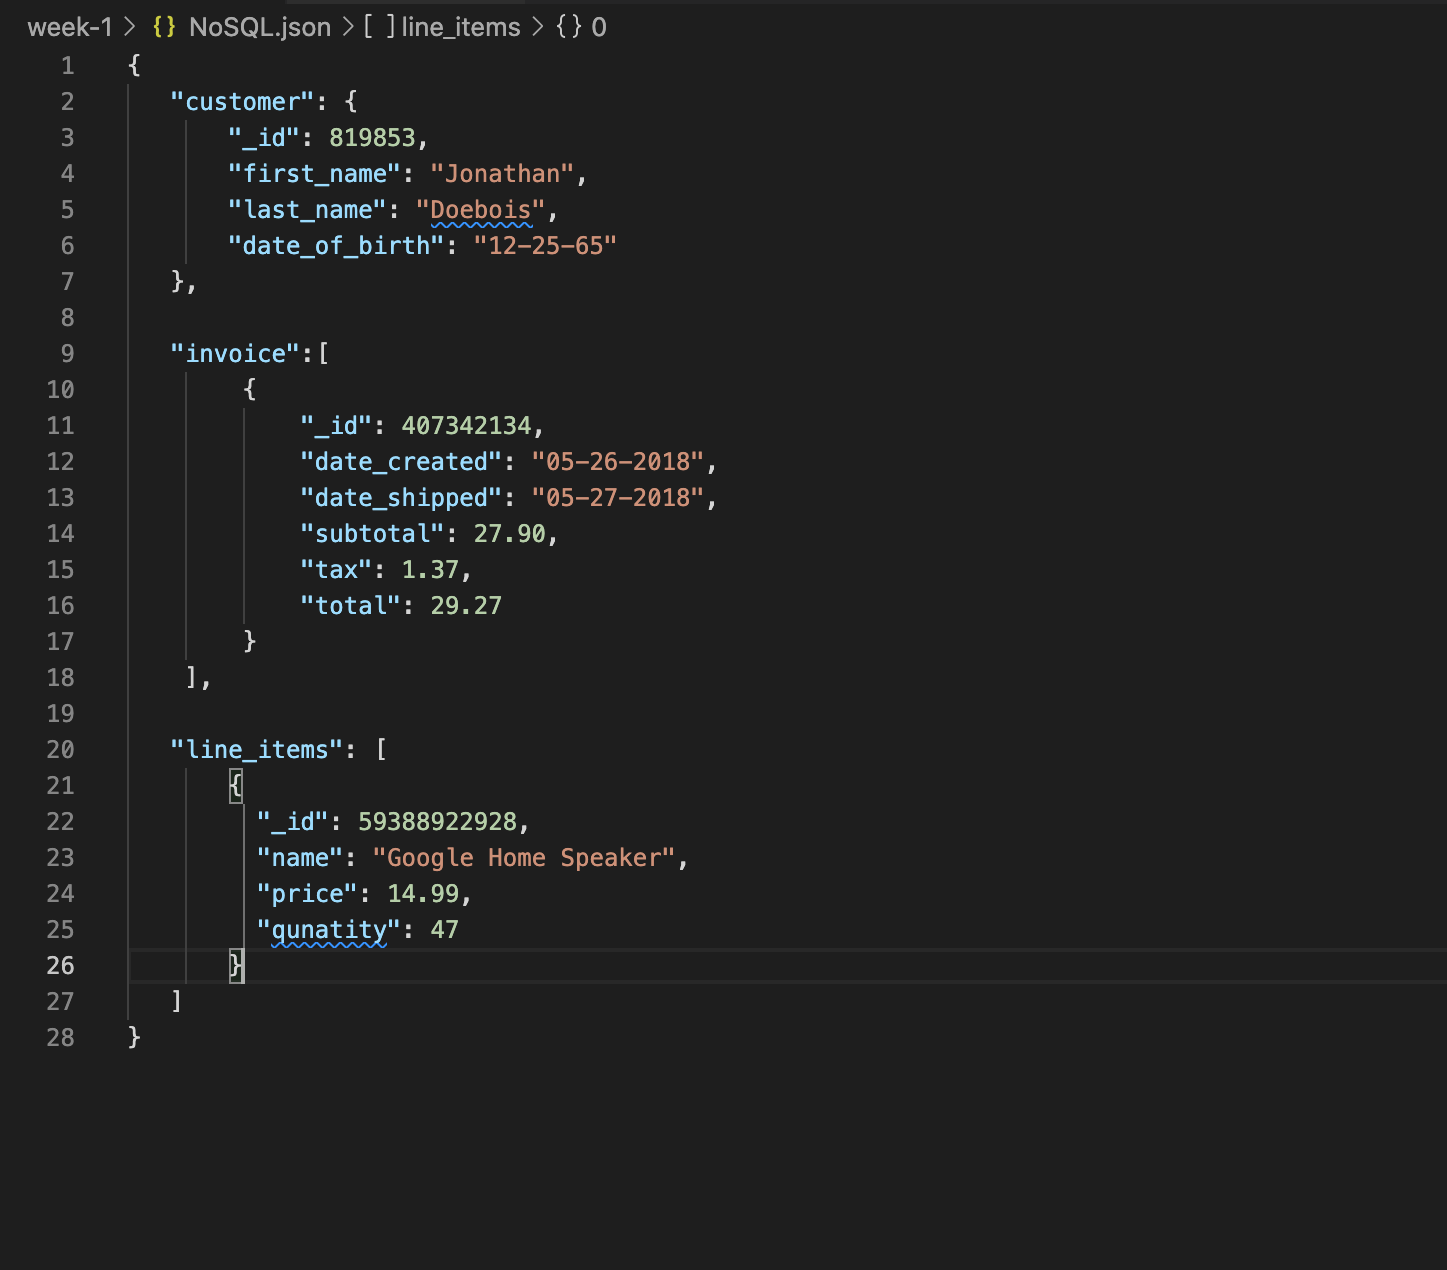 week-1 > {} NoSQL.json > [ ] line_items > {} 0
1 {
2 "customer": {
3 "_id": 819853,
4 "first_name": "Jonathan",
5 "last_name": "Doebois",
6 "date_of_birth": "12-25-65"
7 },
8
9 "invoice":[
10 {
11 "_id": 407342134,
12 "date_created": "05-26-2018",
13 "date_shipped": "05-27-2018",
14 "subtotal": 27.90,
15 "tax": 1.37,
16 "total": 29.27
17 }
18 ],
19
20 "line_items": [
21 {
22 "_id": 59388922928,
23 "name": "Google Home Speaker",
24 "price": 14.99,
25 "qunatity": 47
26 }
27 ]
28 }